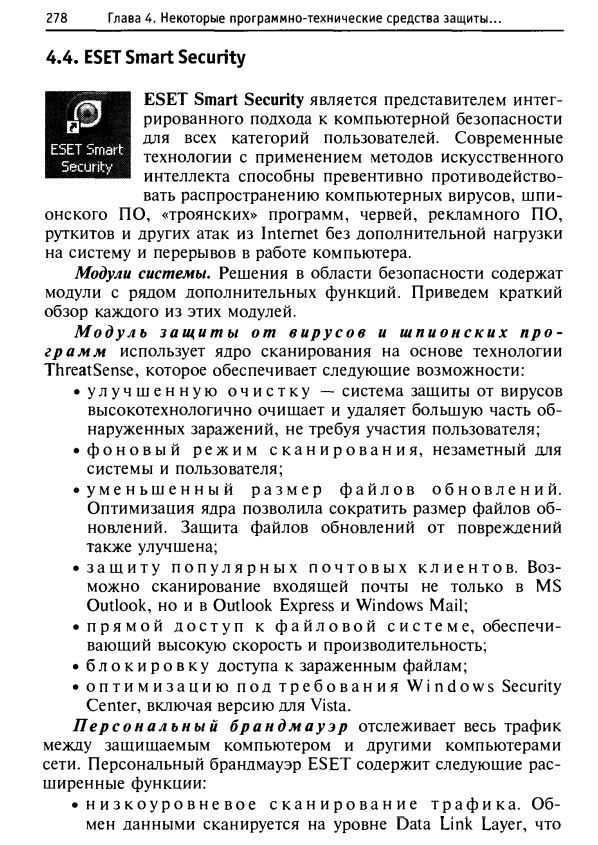 278 Глава 4. Некоторые программно-технические средства защиты...
4.4. ESET Smart Security
ESET Smart
Security
ESET Smart Security является представителем интег-
рированного подхода к компьютерной безопасности
для всех категорий пользователей. Современные
технологии с применением методов искусственного
интеллекта способны превентивно противодейство-
вать распространению компьютерных вирусов, шпи-
онского ПО, «троянских» программ, червей, рекламного ПО,
руткитов и других атак из Internet без дополнительной нагрузки
на систему и перерывов в работе компьютера.
Модули системы. Решения в области безопасности содержат
модули с рядом дополнительных функций. Приведем краткий
обзор каждого из этих модулей.
Модуль защиты от вирусов и шпионских про-
грамм использует ядро сканирования на основе технологии
ThreatSense, которое обеспечивает следующие возможности:
• улучшенную очистку — система защиты от вирусов
высокотехнологично очищает и удаляет большую часть об-
наруженных заражений, не требуя участия пользователя;
• фоновый режим сканирования, незаметный для
системы и пользователя;
• уменьшенный размер файлов обновлений.
Оптимизация ядра позволила сократить размер файлов об-
новлений. Защита файлов обновлений от повреждений
также улучшена;
• защиту популярных почтовых клиентов. Воз-
можно сканирование входящей почты не только в MS
Outlook, но и в Outlook Express и Windows Mail;
• прямой доступ к файловой системе, обеспечи-
вающий высокую скорость и производительность;
• блокировку доступа к зараженным файлам;
• оптимизацию под требования Windows Security
Center, включая версию для Vista.
Персональный брандмауэр отслеживает весь трафик
между защищаемым компьютером и другими компьютерами
сети. Персональный брандмауэр ESET содержит следующие рас-
ширенные функции:
• низкоуровневое сканирование трафика. Об-
мен данными сканируется на уровне Data Link Layer, что